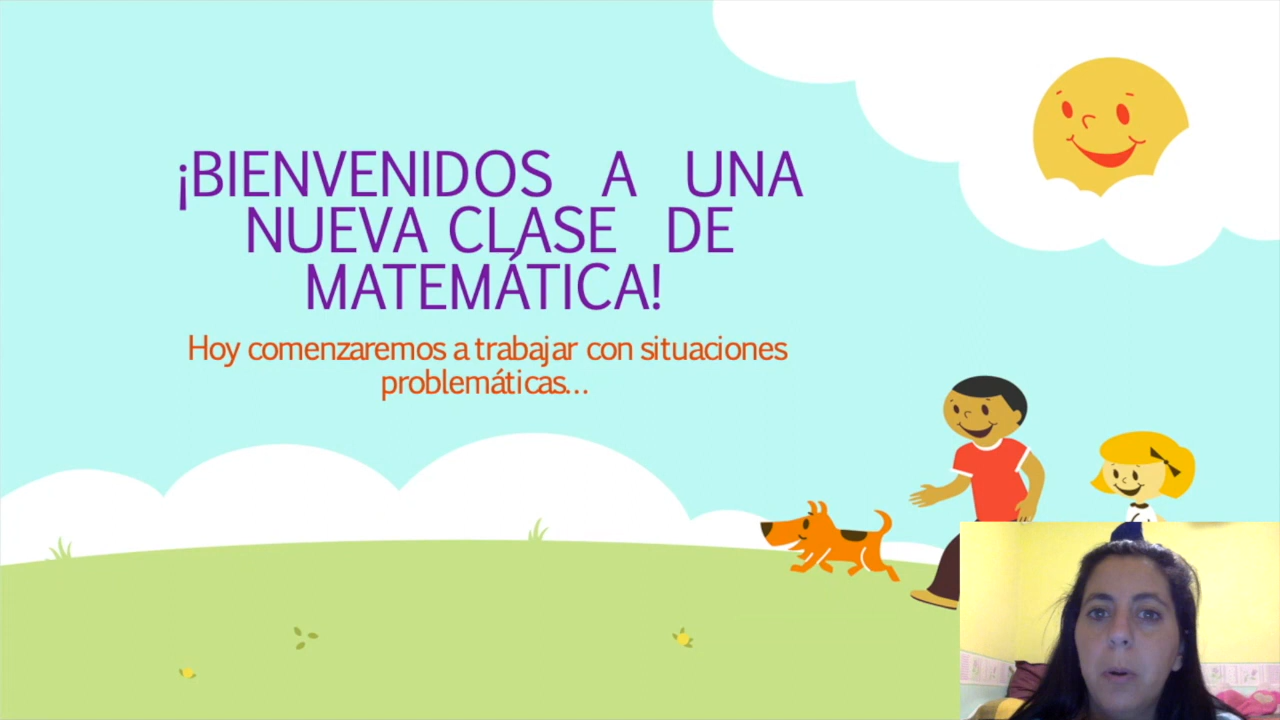 ¡BIENVENIDOS A UNA
NUEVA CLASE DE
MATEMÁTICA!
Hoy comenzaremos a trabajar con situaciones
problemáticas...